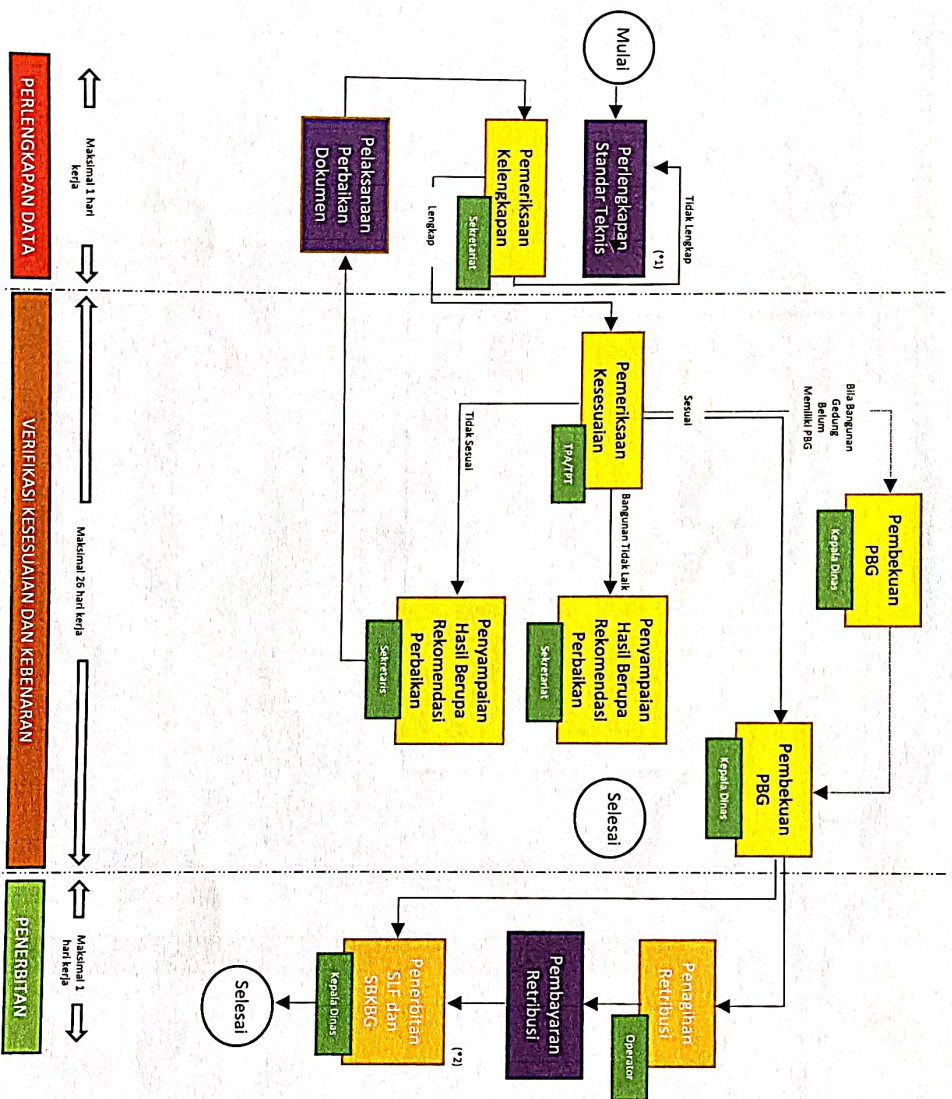 Mulai
Perlengkapan
Standar Teknis
(*1)
Tidak Lengkap
Pemeriksaan
Kelengkapan
Sekretariat
Lengkap
Pelaksanaan
Perbaikan
Dokumen
Maksimal 1 hari
kerja
PERLENGKAPAN DATA
Bila Bangunan
Gedung
Belum
Memiliki PBG
Pembekuan
PBG
Kepala Dinas
Sesuai
Pembekuan
PBG
Kepala Dinas
Pemeriksaan
Kesesuaian
TPA/TPT
Bangunan Tidak Laik
Penyampaian
Hasil Berupa
Rekomendasi
Perbaikan
Sekretariat
Selesai
Tidak Sesuai
Penyampaian
Hasil Berupa
Rekomendasi
Perbaikan
Sekretaris
Maksimal 26 hari kerja
VERIFIKASI KESESUAIAN DAN KEBENARAN
Penagihan
Retribusi
Operator
Pembayaran
Retribusi
Penerbitan
SLF dan
SBKBG
(*2)
Kepala Dinas
Selesai
Maksimal 1
hari kerja
PENERBITAN